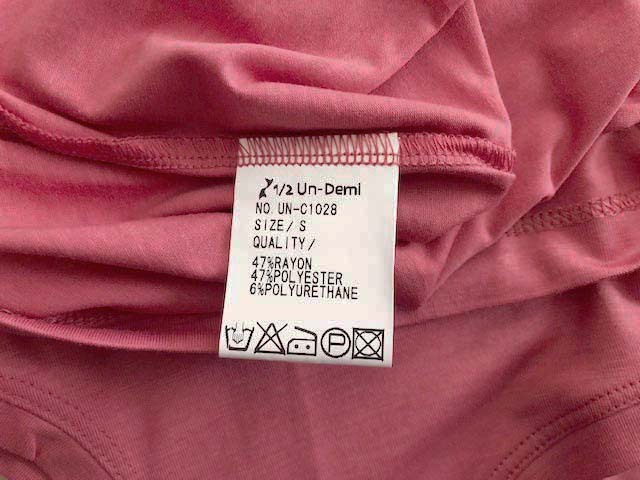 1/2 Un-Demi
NO. UN-C1028
SIZE/ S
QUALITY/
47%RAYON
47%POLYESTER
6%POLYURETHANE
P